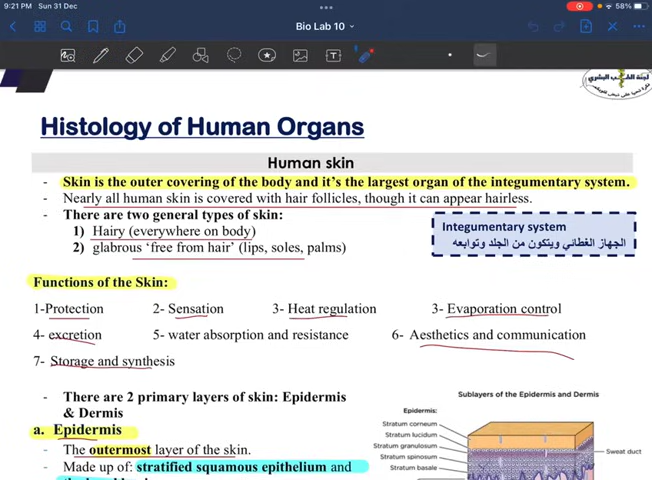 9:21 PM Sun 31 Dec
58%
Bio Lab 10
Histology of Human Organs
Human skin
- Skin is the outer covering of the body and it's the largest organ of the integumentary system.
- Nearly all human skin is covered with hair follicles, though it can appear hairless.
- There are two general types of skin:
1) Hairy (everywhere on body)
2) glabrous 'free from hair' (lips, soles, palms)
Integumentary system
الجهاز الغطائي ويتكون من الجلد وتوابعه
Functions of the Skin:
1-Protection 2- Sensation 3- Heat regulation 3- Evaporation control
4- excretion 5- water absorption and resistance 6- Aesthetics and communication
7- Storage and synthesis
- There are 2 primary layers of skin: Epidermis
& Dermis
a. Epidermis
- The outermost layer of the skin.
- Made up of: stratified squamous epithelium and
Sublayers of the Epidermis and Dermis
Epidermis:
Stratum corneum
Stratum lucidum
Stratum granulosum
Stratum spinosum
Stratum basale
Sweat duct